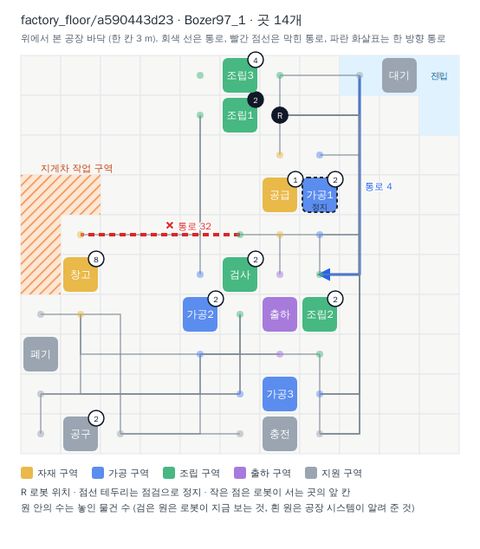 factory_floor/a590443d23 · Bozer97_1 · 곳 14개
위에서 본 공장 바닥 (한 칸 3 m). 회색 선은 통로, 빨간 점선은 막힌 통로, 파란 화살표는 한 방향 통로
4
조립3
대기
2
조립1
R
지게차 작업 구역
1
공급
2
가공1
정지
통로 4
✕ 통로 32
8
창고
2
검사
2
가공2
출하
2
조립2
폐기
가공3
2
공구
충전
자재 구역 가공 구역 조립 구역 출하 구역 지원 구역
R 로봇 위치 · 점선 테두리는 점검으로 정지 · 작은 점은 로봇이 서는 곳의 앞 칸
원 안의 수는 놓인 물건 수 (검은 원은 로봇이 지금 보는 것, 흰 원은 공장 시스템이 알려 준 것)